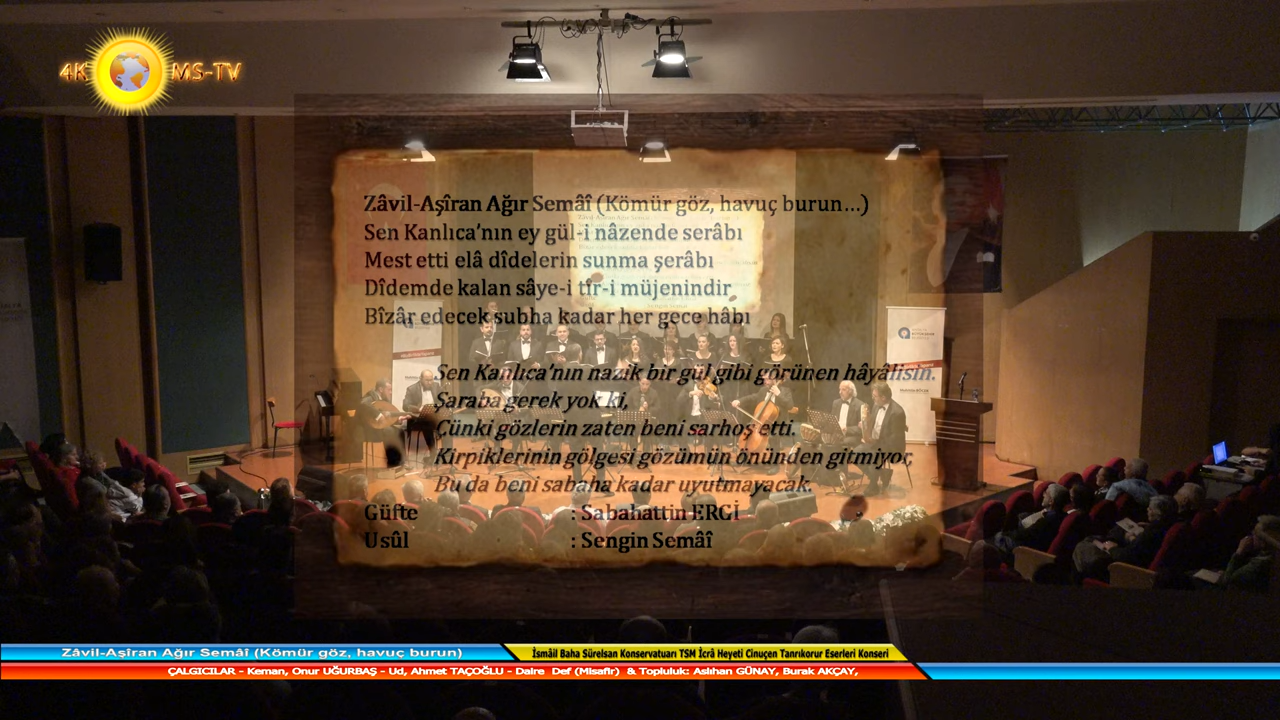 4K MS-TV
Zâvil-Aşîran Ağır Semâî (Kömür göz, havuç burun...)
Sen Kanlıca'nın ey gül-i nâzende serâbı
Mest etti elâ dîdelerin sunma şerâbı
Dîdemde kalan sâye-i tîr-i müjenindir
Bîzâr edecek subha kadar her gece hâbı
Sen Kanlıca'nın nazik bir gül gibi görünen hâyâlisin.
Şaraba gerek yok ki,
Çünki gözlerin zaten beni sarhoş etti.
Kirpiklerinin gölgesi gözümün önünden gitmiyor,
Bu da beni sabaha kadar uyutmayacak.
Güfte : Sabahattin ERGİ
Usûl : Sengin Semâî
Zâvil-Aşîran Ağır Semâî (Kömür göz, havuç burun)
İsmâil Baha Sürelsan Konservatuarı TSM İcrâ Heyeti Cinuçen Tanrıkorur Eserleri Konseri
ÇALGICILAR - Keman, Onur UĞURBAŞ - Ud, Ahmet TAÇOĞLU - Daire Def (Misafir) & Topluluk: Aslıhan GÜNAY, Burak AKÇAY,